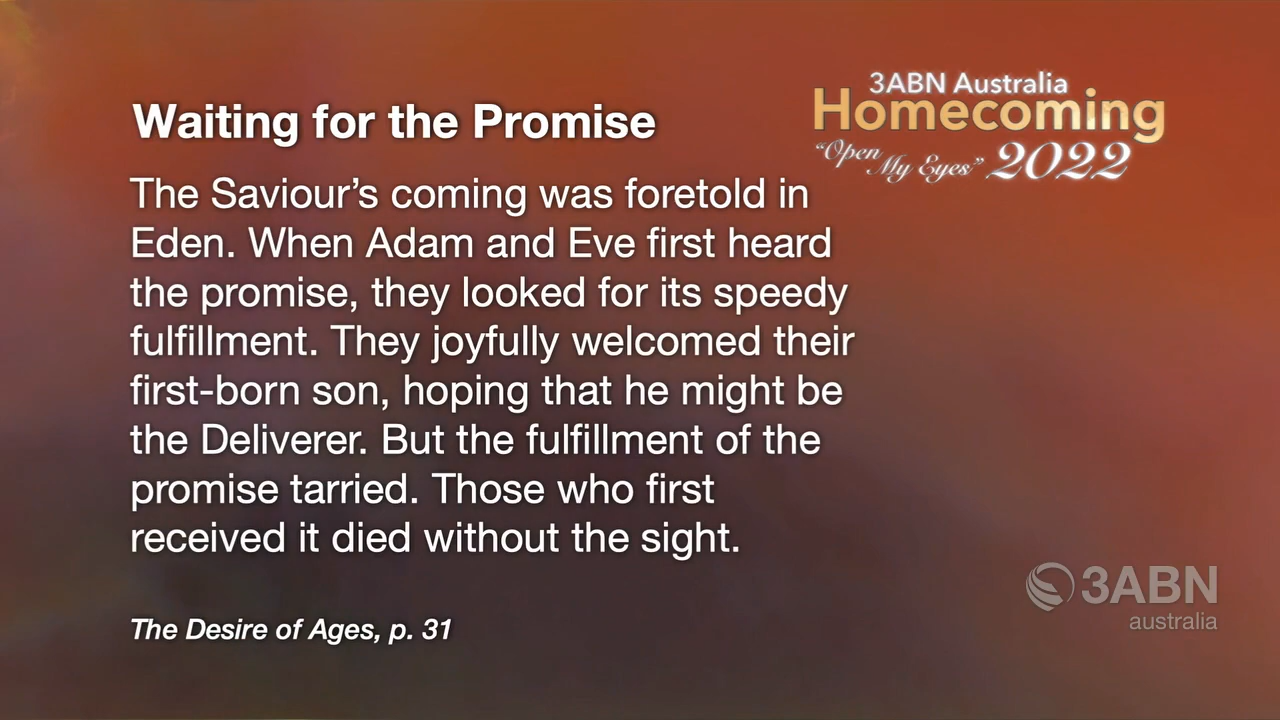 3ABN Australia
Homecoming
“Open My Eyes” 2022
Waiting for the Promise
The Saviour’s coming was foretold in
Eden. When Adam and Eve first heard
the promise, they looked for its speedy
fulfillment. They joyfully welcomed their
first-born son, hoping that he might be
the Deliverer. But the fulfillment of the
promise tarried. Those who first
received it died without the sight.
The Desire of Ages, p. 31
3ABN
australia